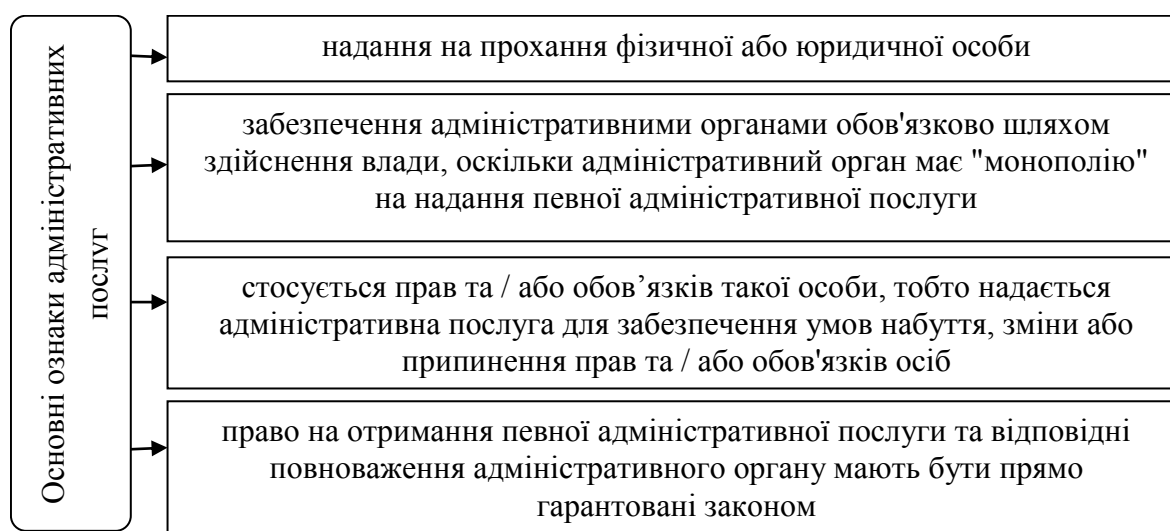 Основні ознаки адміністративних
послуг
надання на прохання фізичної або юридичної особи
забезпечення адміністративними органами обов'язково шляхом
здійснення влади, оскільки адміністративний орган має "монополію"
на надання певної адміністративної послуги
стосується прав та / або обов’язків такої особи, тобто надається
адміністративна послуга для забезпечення умов набуття, зміни або
припинення прав та / або обов'язків осіб
право на отримання певної адміністративної послуги та відповідні
повноваження адміністративного органу мають бути прямо
гарантовані законом